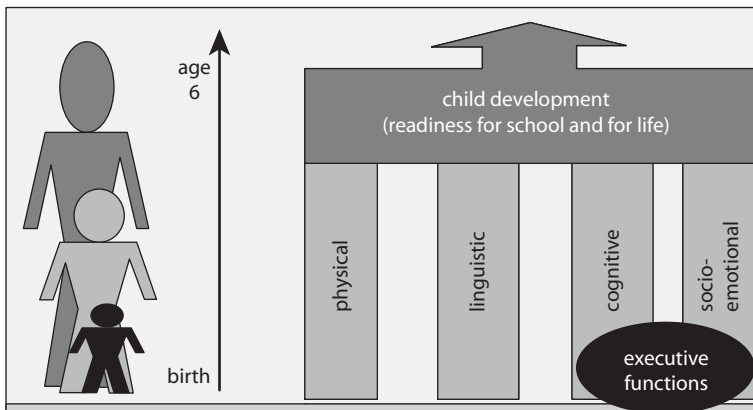 age
6
birth
child development
(readiness for school and for life)
physical
linguistic
cognitive
socio-
emotional
executive
functions